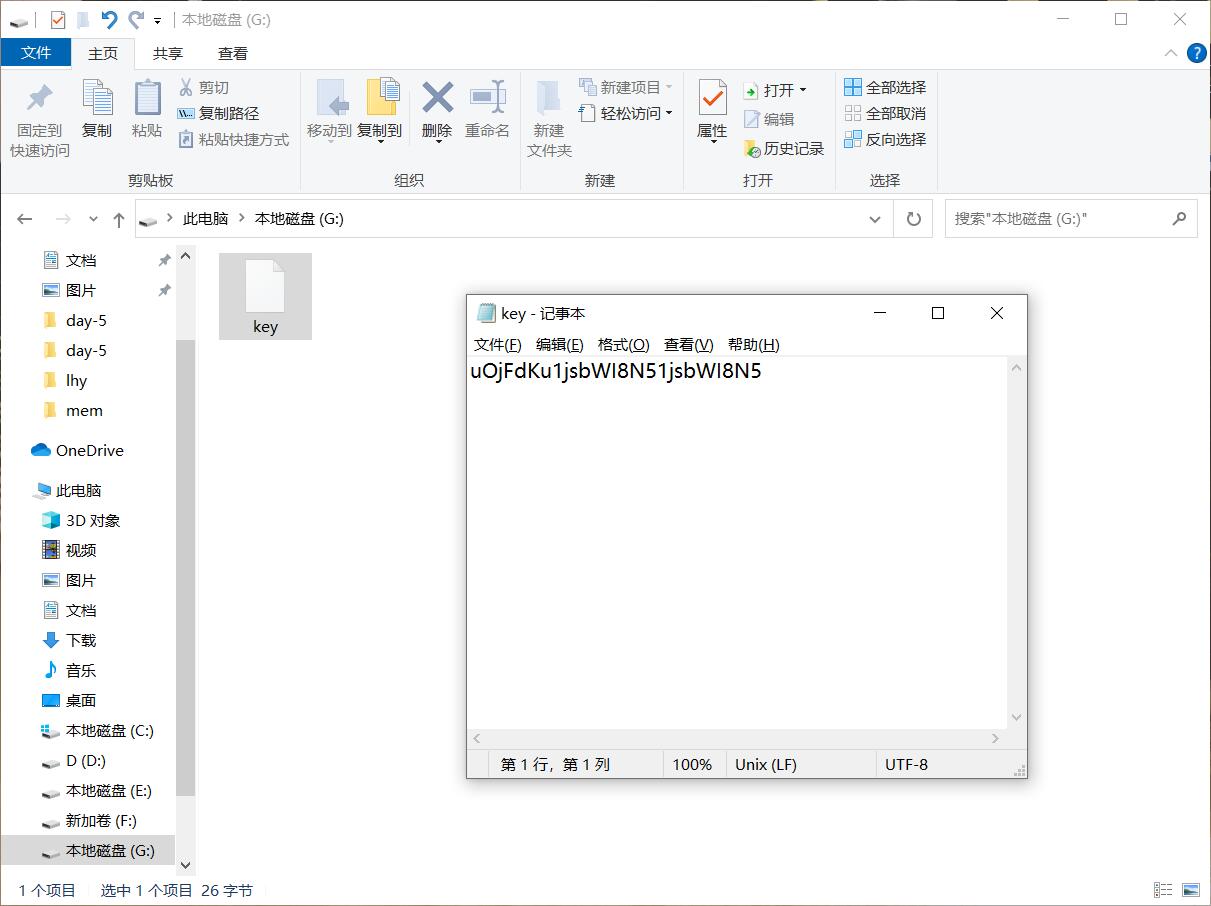 本地磁盘 (G:)
文件 主页 共享 查看
固定到
快速访问
复制
粘贴
剪切
复制路径
粘贴快捷方式
剪贴板
移动到
复制到
删除
重命名
组织
新建
文件夹
新建项目
轻松访问
新建
属性
打开
编辑
历史记录
打开
全部选择
全部取消
反向选择
选择
此电脑 本地磁盘 (G:)
搜索"本地磁盘 (G:)"
文档
图片
day-5
day-5
lhy
mem
OneDrive
此电脑
3D 对象
视频
图片
文档
下载
音乐
桌面
本地磁盘 (C:)
D (D:)
本地磁盘 (E:)
新加卷 (F:)
本地磁盘 (G:)
key
key - 记事本
文件(F) 编辑(E) 格式(O) 查看(V) 帮助(H)
uOjFdKu1jsbWI8N51jsbWI8N5
第 1 行，第 1 列 100% Unix (LF) UTF-8
1 个项目 选中 1 个项目 26 字节